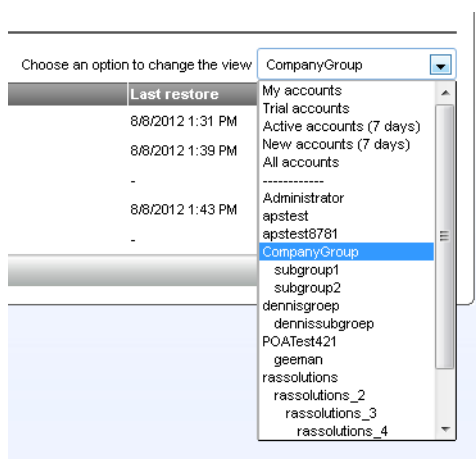 Choose an option to change the view CompanyGroup
Last restore
8/8/2012 1:31 PM
8/8/2012 1:39 PM
-
8/8/2012 1:43 PM
-
My accounts
Trial accounts
Active accounts (7 days)
New accounts (7 days)
All accounts
------------
Administrator
apstest
apstest8781
CompanyGroup
subgroup1
subgroup2
dennisgroep
dennissubgroep
POATest421
geeman
rassolutions
rassolutions_2
rassolutions_3
rassolutions_4